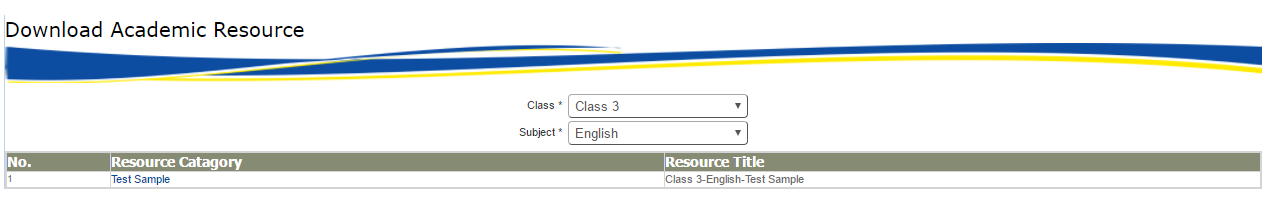 Download Academic Resource
Class * Class 3
Subject * English
No. Resource Catagory Resource Title
1 Test Sample Class 3-English-Test Sample